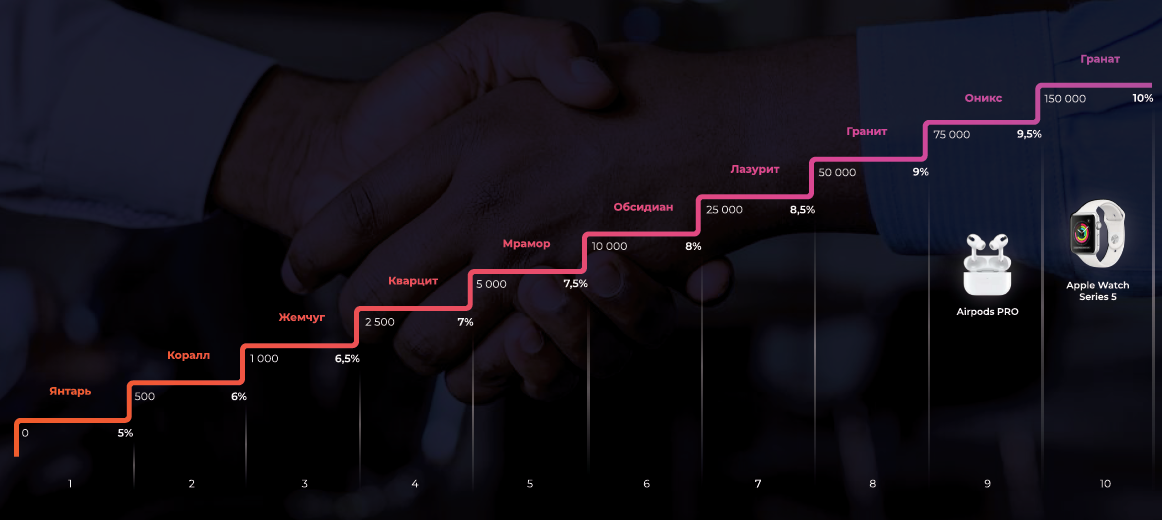 Янтарь
0 5%
1
Коралл
500 6%
2
Жемчуг
1 000 6,5%
3
Кварцит
2 500 7%
4
Мрамор
5 000 7,5%
5
Обсидиан
10 000 8%
6
Лазурит
25 000 8,5%
7
Гранит
50 000 9%
8
Оникс
75 000 9,5%
Airpods PRO
9
Гранат
150 000 10%
Apple Watch
Series 5
10